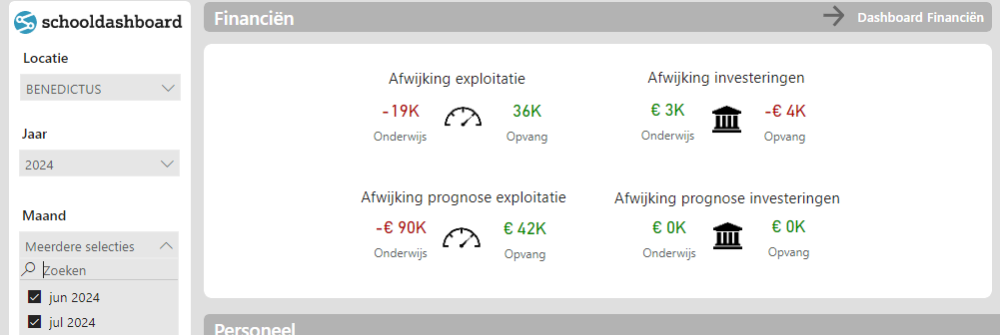 schooldashboard
Locatie
BENEDICTUS
Jaar
2024
Maand
Meerdere selecties
Zoeken
jun 2024
jul 2024
Financiën
Dashboard Financiën
Afwijking exploitatie
-19K
Onderwijs
36K
Opvang
Afwijking investeringen
€ 3K
Onderwijs
-€ 4K
Opvang
Afwijking prognose exploitatie
-€ 90K
Onderwijs
€ 42K
Opvang
Afwijking prognose investeringen
€ 0K
Onderwijs
€ 0K
Opvang
Personeel